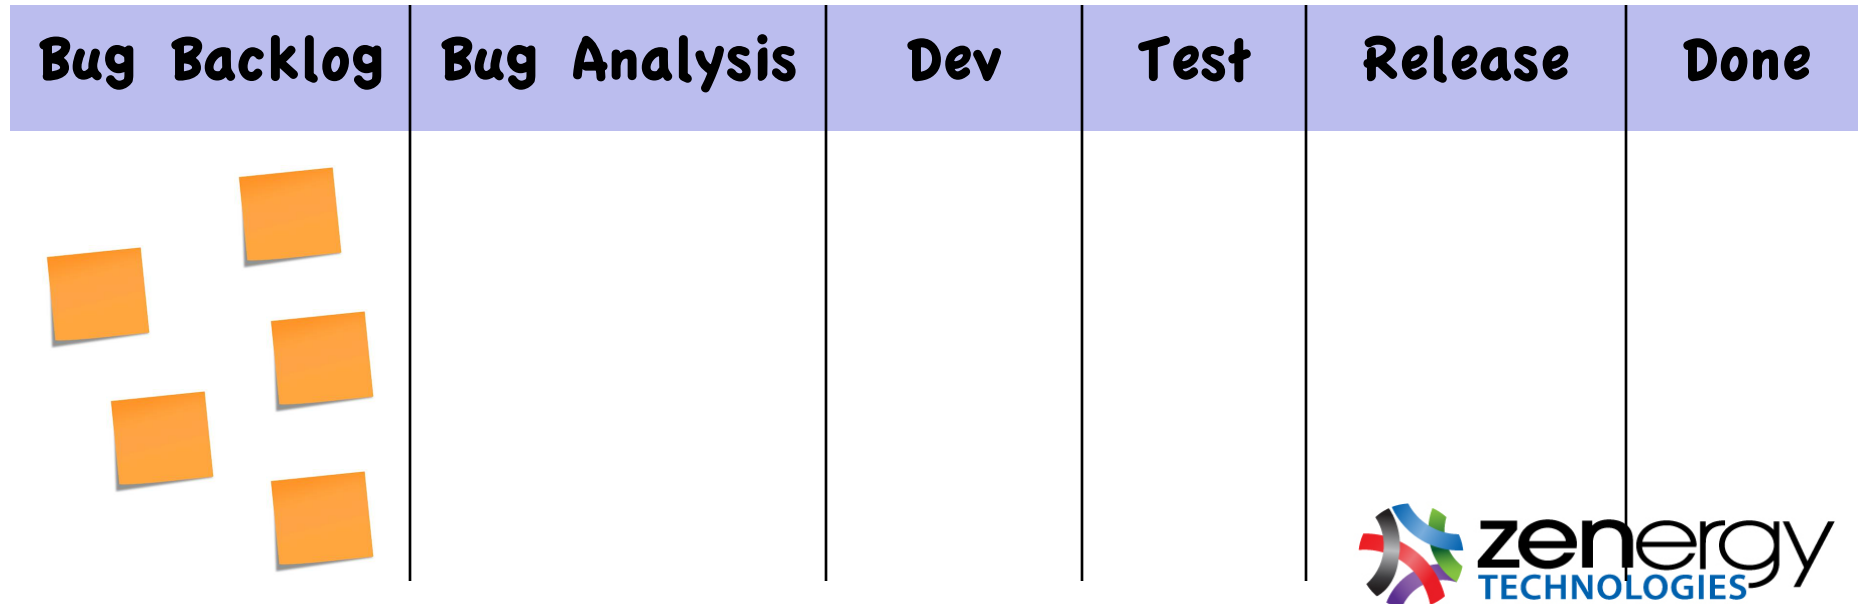 Bug Backlog Bug Analysis Dev Test Release Done
zenergy
TECHNOLOGIES